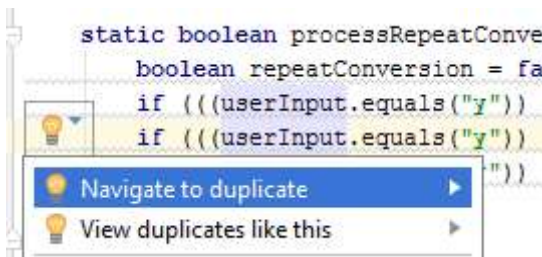 static boolean processRepeatConve
boolean repeatConversion = fa
if (((userInput.equals("y"))
if (((userInput.equals("y"))
"))
Navigate to duplicate
View duplicates like this